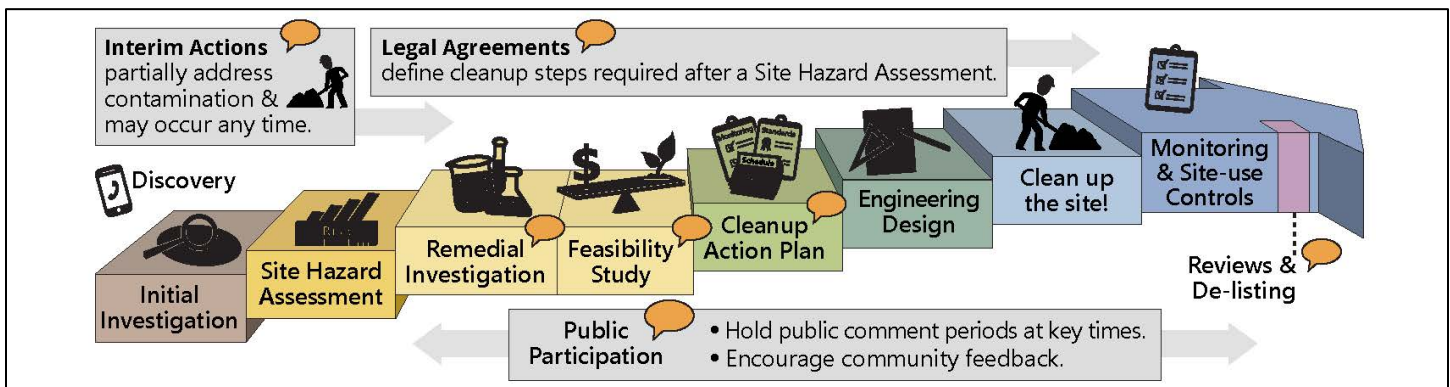 Interim Actions
partially address
contamination &
may occur any time.
Legal Agreements
define cleanup steps required after a Site Hazard Assessment.
Discovery
Initial
Investigation
Site Hazard
Assessment
Remedial
Investigation
Feasibility
Study
$
Monitoring
Standards
Schedule
Cleanup
Action Plan
Engineering
Design
Clean up
the site!
Monitoring
& Site-use
Controls
Reviews &
De-listing
Public
Participation
• Hold public comment periods at key times.
• Encourage community feedback.